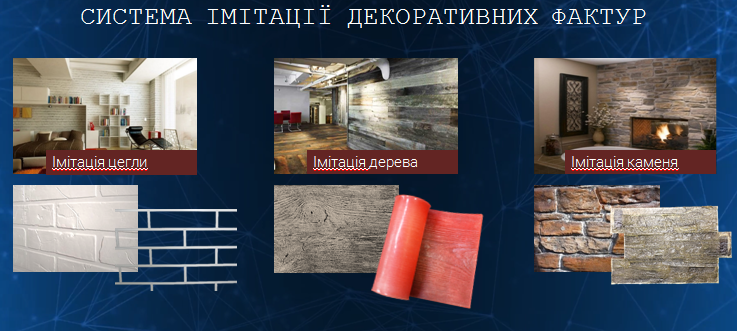 СИСТЕМА ІМІТАЦІЇ ДЕКОРАТИВНИХ ФАКТУР
Імітація цегли
Імітація дерева
Імітація каменя